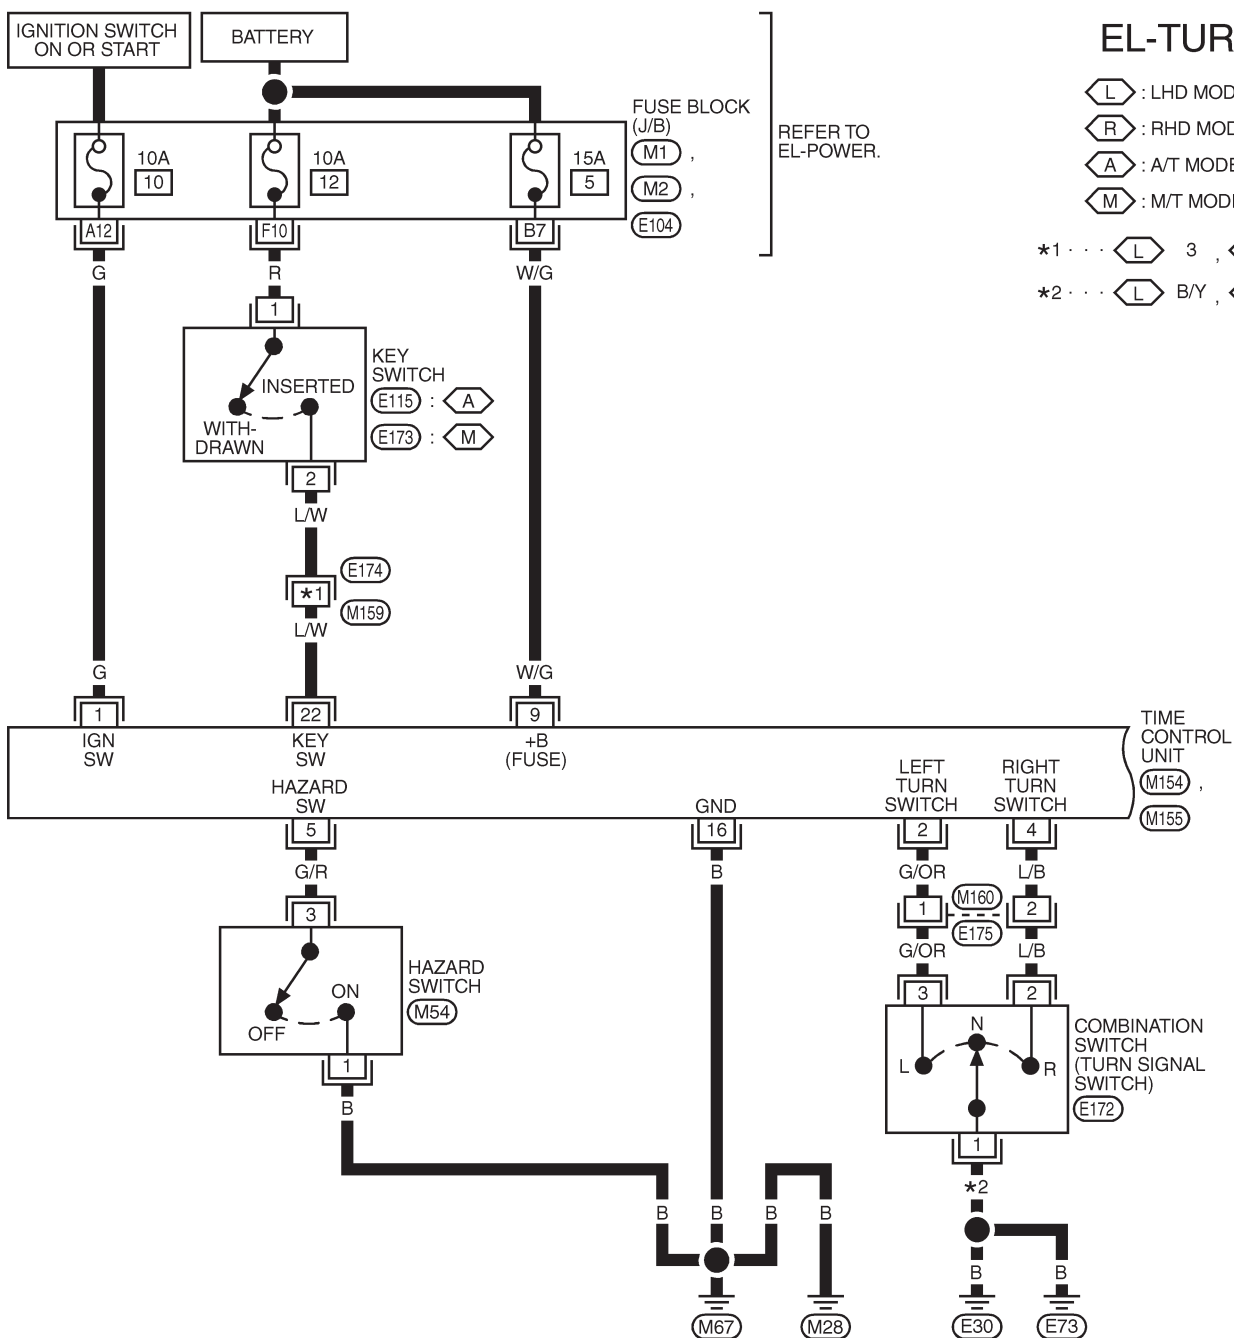 IGNITION SWITCH
ON OR START
BATTERY
EL-TUR
L : LHD MOD
R : RHD MOD
A : A/T MODE
M : M/T MODE
*1 · · · L 3 ,
*2 · · · L B/Y ,
FUSE BLOCK
(J/B)
M1 ,
M2 ,
E104
REFER TO
EL-POWER.
10A
10
10A
12
15A
5
A12
F10
B7
G
R
W/G
1
KEY
SWITCH
E115 : A
E173 : M
INSERTED
WITH-
DRAWN
2
L/W
E174
*1
M159
L/W
G
W/G
1
22
9
IGN
SW
KEY
SW
+B
(FUSE)
TIME
CONTROL
UNIT
M154 ,
M155
HAZARD
SW
GND
LEFT
TURN
SWITCH
RIGHT
TURN
SWITCH
5
16
2
4
G/R
B
G/OR
L/B
3
1
M160
2
E175
G/OR
L/B
3
2
HAZARD
SWITCH
M54
ON
OFF
1
B
N
L
R
COMBINATION
SWITCH
(TURN SIGNAL
SWITCH)
E172
1
*2
B
B
B
B
B
B
M67
M28
E30
E73